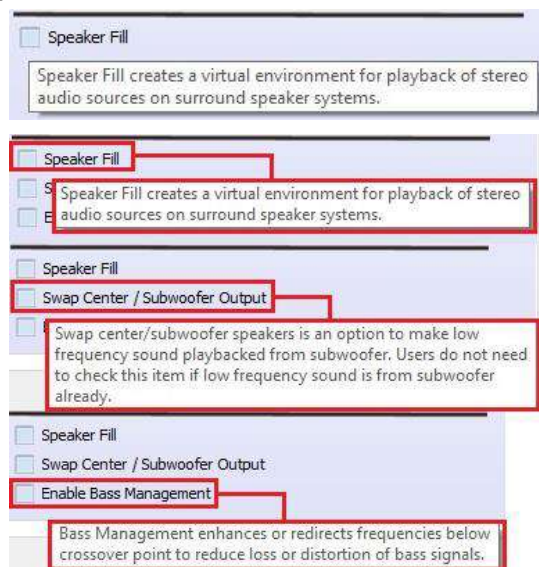 Speaker Fill
Speaker Fill creates a virtual environment for playback of stereo
audio sources on surround speaker systems.
Speaker Fill
S
Speaker Fill creates a virtual environment for playback of stereo
E
audio sources on surround speaker systems.
Speaker Fill
Swap Center / Subwoofer Output
Swap center/subwoofer speakers is an option to make low
frequency sound playbacked from subwoofer. Users do not need
to check this item if low frequency sound is from subwoofer
already.
Speaker Fill
Swap Center / Subwoofer Output
Enable Bass Management
Bass Management enhances or redirects frequencies below
crossover point to reduce loss or distortion of bass signals.